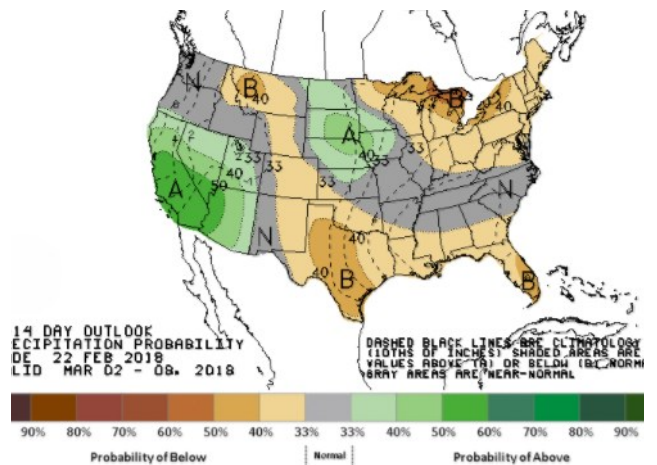 N
B
40
A
40
33
33
33
33
40
50
A
N
33
33
40
B
40
N
40
40
B
B
14 DAY OUTLOOK
ECIPITATION PROBABILITY
DE 22 FEB 2018
LID MAR 02 - 08, 2018
DASHED BLACK LINES ARE CLIMATOLOGY
(10THS OF INCHES) SHADED AREAS ARE
VALUES ABOVE (A) OR BELOW (B) NORM
GRAY AREAS ARE NEAR-NORMAL
90% 80% 70% 60% 50% 40% 33% 33% 40% 50% 60% 70% 80% 90%
Probability of Below Normal Probability of Above